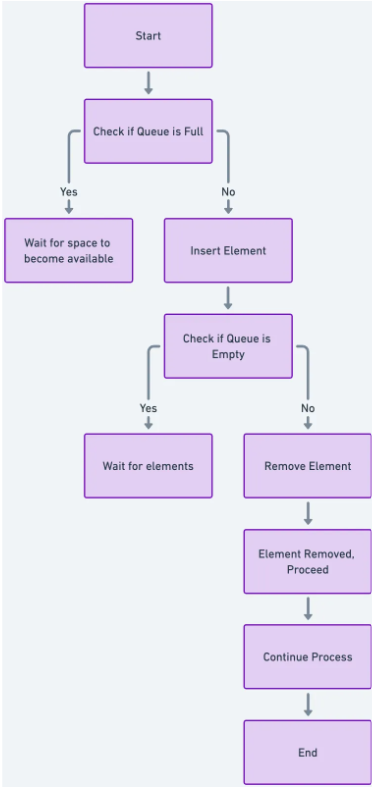 Start
Check if Queue is Full
Yes
No
Wait for space to
become available
Insert Element
Check if Queue is
Empty
Yes
No
Wait for elements
Remove Element
Element Removed,
Proceed
Continue Process
End